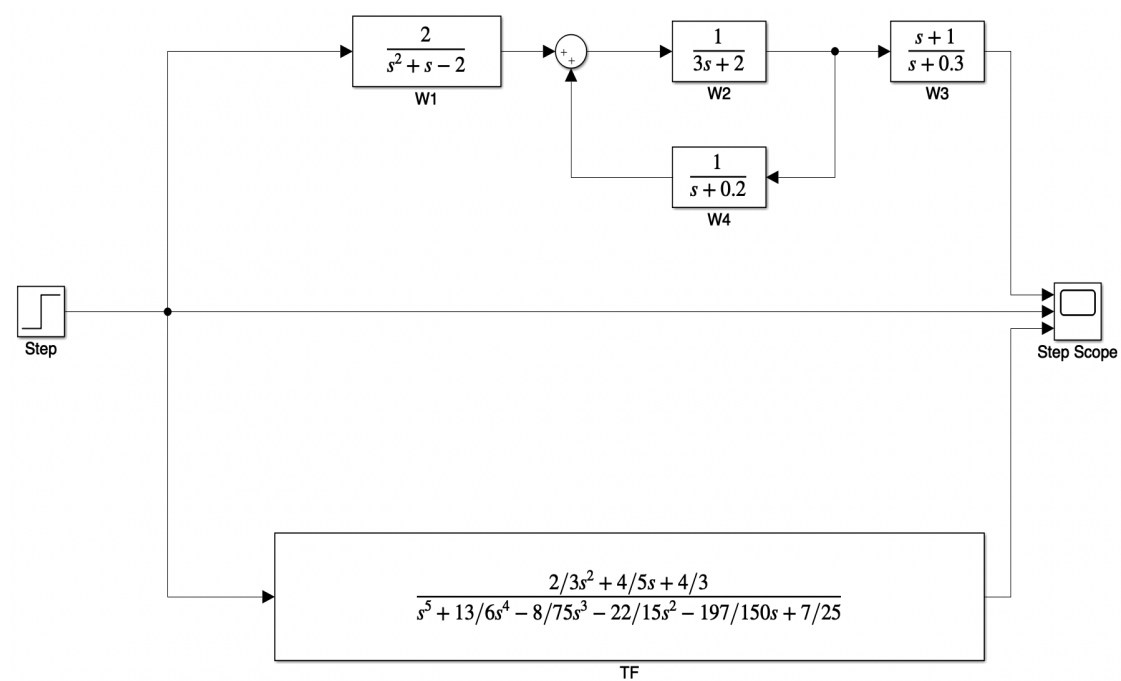 2
s² + s − 2
W1
+
+
1
3s + 2
W2
s + 1
s + 0.3
W3
1
s + 0.2
W4
Step
Step Scope
2/3s² + 4/5s + 4/3
s⁵ + 13/6s⁴ − 8/75s³ − 22/15s² − 197/150s + 7/25
TF